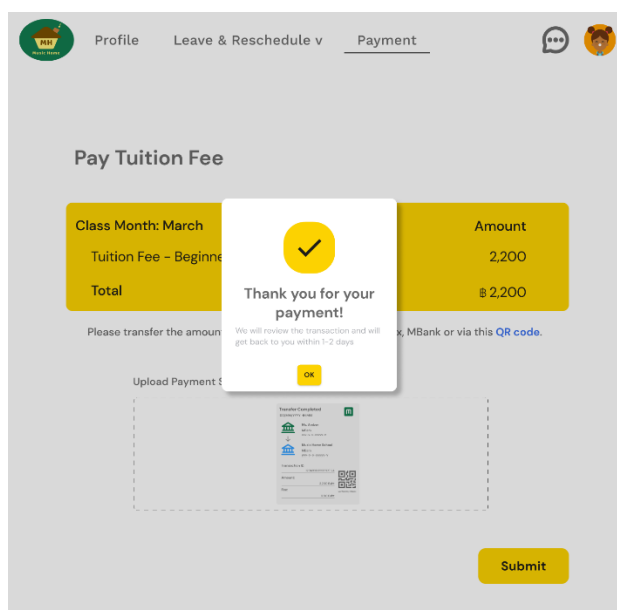 MH
Music Home
Profile
Leave & Reschedule v
Payment
Pay Tuition Fee
Class Month: March
Amount
Tuition Fee – Beginne
2,200
Total
฿ 2,200
Thank you for your
payment!
We will review the transaction and will
get back to you within 1-2 days
OK
Please transfer the amoun
x, MBank or via this QR code.
Upload Payment S
Transfer Completed
Submit